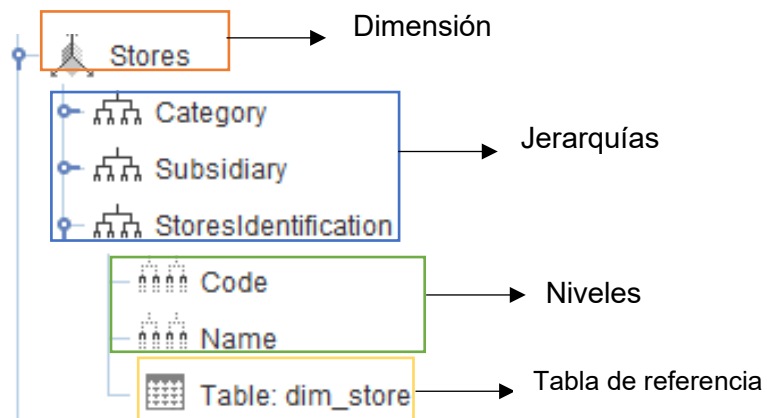 Stores
Dimensión
Category
Subsidiary
StoresIdentification
Jerarquías
Code
Name
Niveles
Table: dim_store
Tabla de referencia